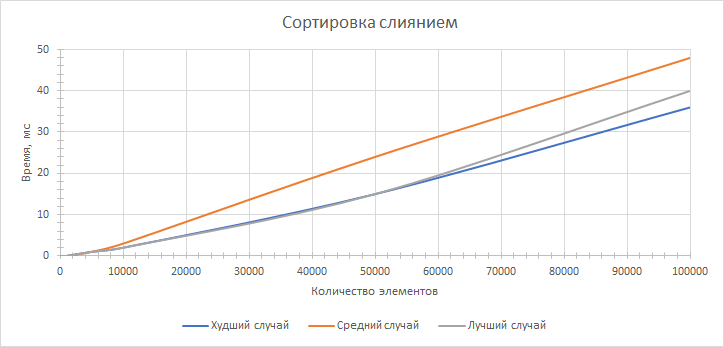 Сортировка слиянием
50
40
30
20
10
0
Время, мс
0 10000 20000 30000 40000 50000 60000 70000 80000 90000 100000
Количество элементов
Худший случай Средний случай Лучший случай